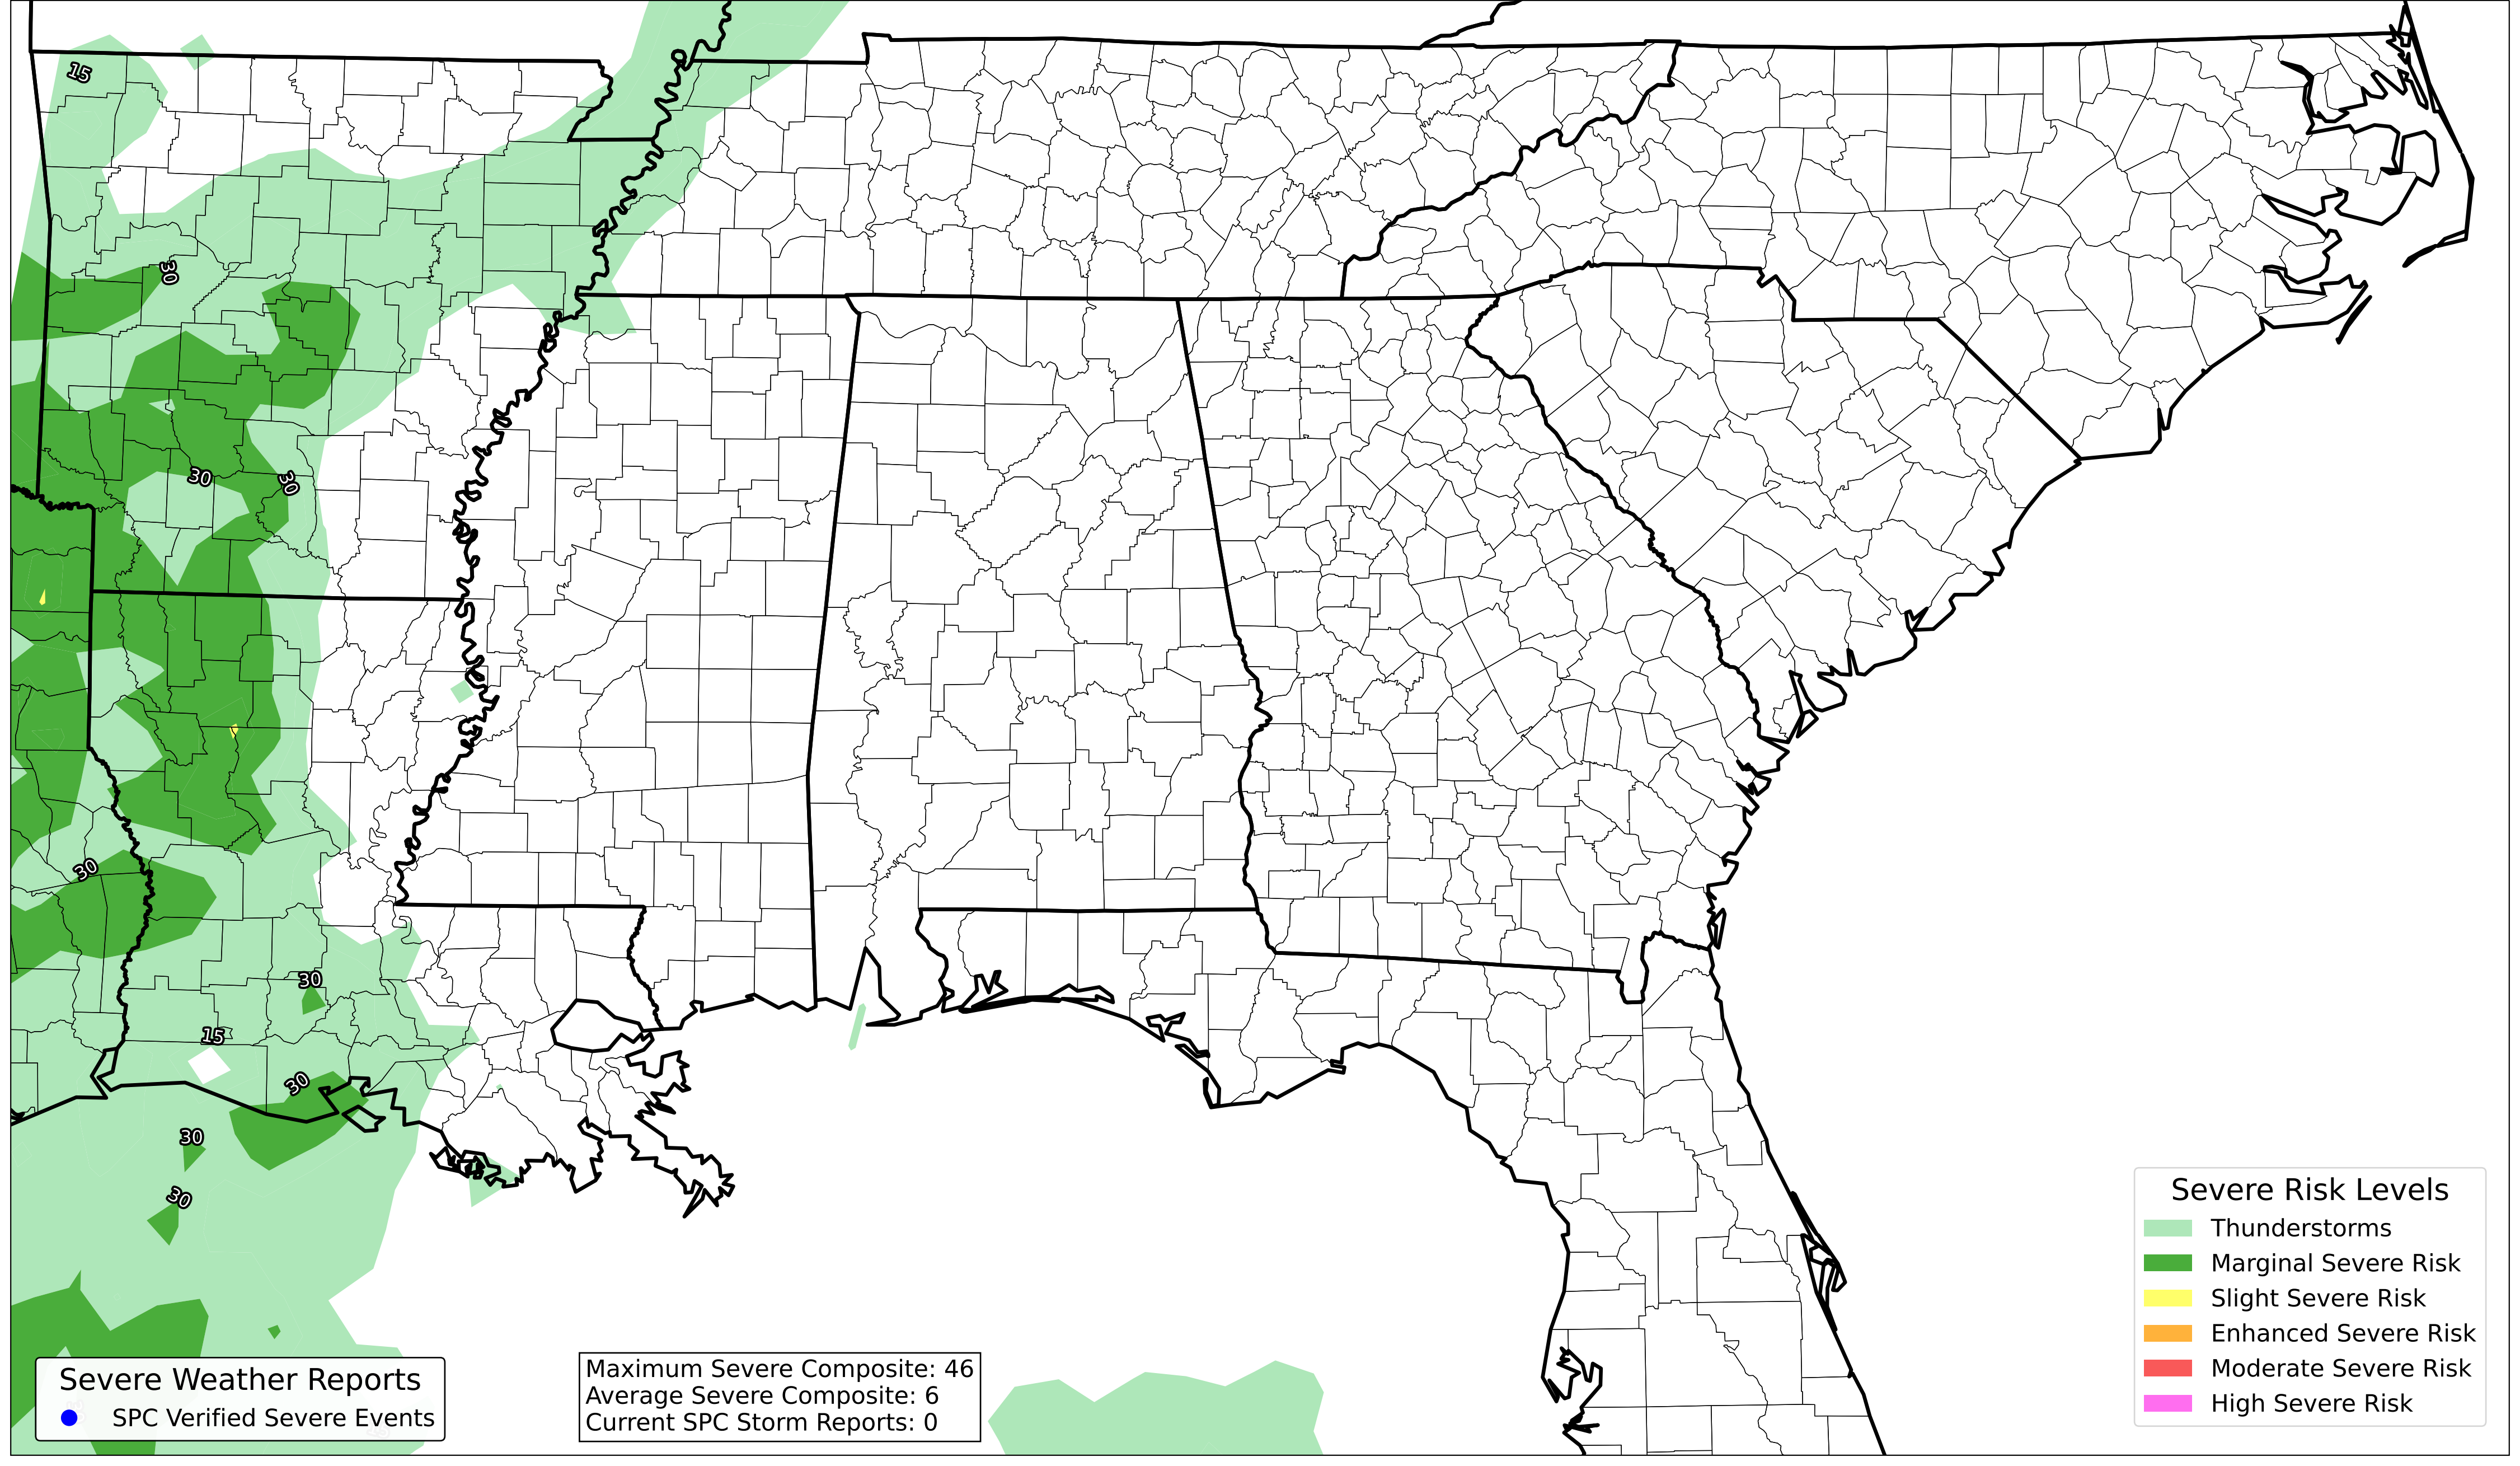 15
30
30
30
30
30
15
30
30
30
Severe Weather Reports
SPC Verified Severe Events
Maximum Severe Composite: 46
Average Severe Composite: 6
Current SPC Storm Reports: 0
Severe Risk Levels
Thunderstorms
Marginal Severe Risk
Slight Severe Risk
Enhanced Severe Risk
Moderate Severe Risk
High Severe Risk